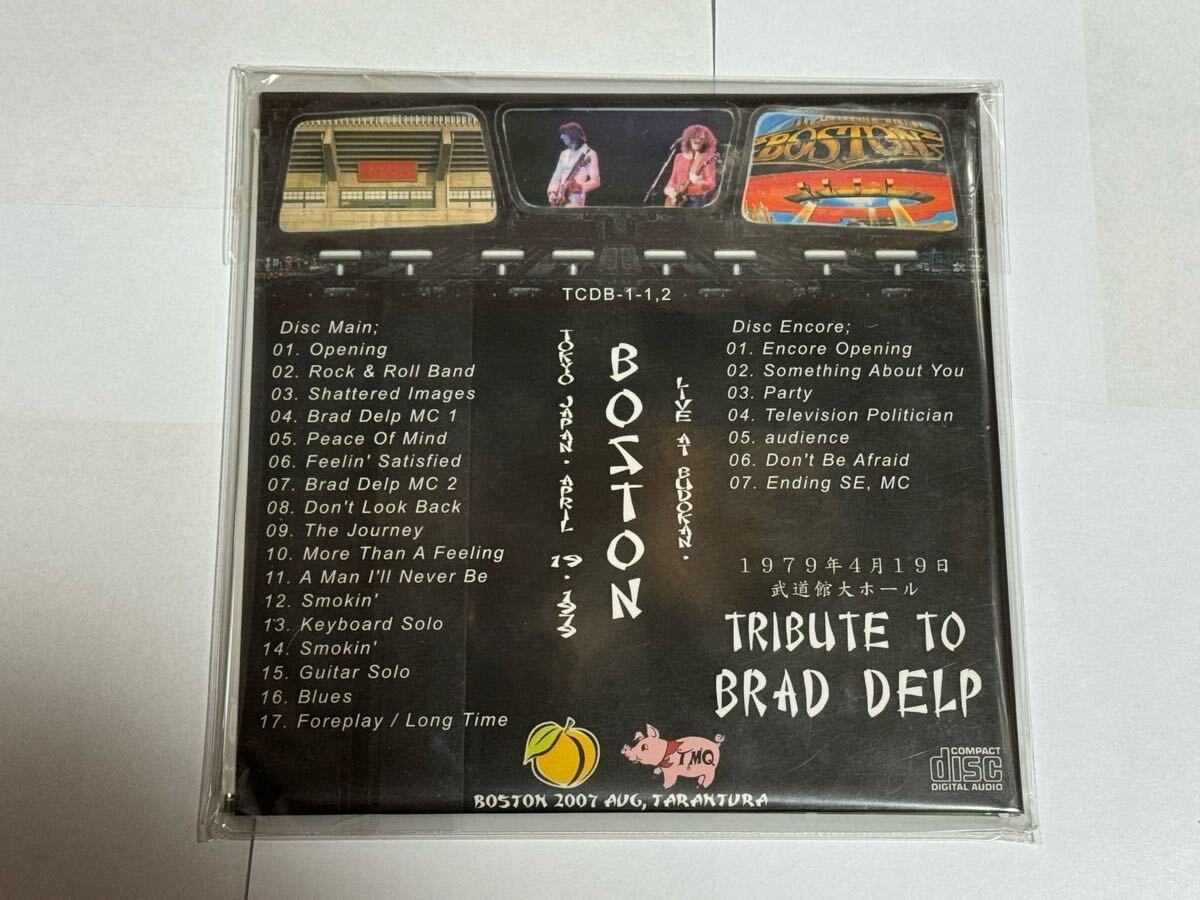 BOSTON
TCDB-1-1,2
Disc Main;
01. Opening
02. Rock & Roll Band
03. Shattered Images
04. Brad Delp MC 1
05. Peace Of Mind
06. Feelin' Satisfied
07. Brad Delp MC 2
08. Don't Look Back
09. The Journey
10. More Than A Feeling
11. A Man I'll Never Be
12. Smokin'
13. Keyboard Solo
14. Smokin'
15. Guitar Solo
16. Blues
17. Foreplay / Long Time
TOKYO JAPAN. APRIL 19. 1979
BOSTON
LIVE AT BUDOKAN.
Disc Encore;
01. Encore Opening
02. Something About You
03. Party
04. Television Politician
05. audience
06. Don't Be Afraid
07. Ending SE, MC
1979年4月19日
武道館大ホール
TRIBUTE TO
BRAD DELP
TMQ
BOSTON 2007 AUG, TARANTURA
COMPACT
disc
DIGITAL AUDIO